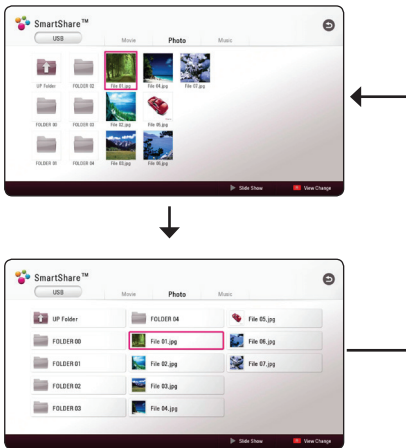 SmartShare™
USB
Movie Photo Music
UP Folder FOLDER 02 File 01.jpg File 04.jpg File 07.jpg
FOLDER 00 FOLDER 03 File 02.jpg File 05.jpg
FOLDER 01 FOLDER 04 File 03.jpg File 06.jpg
Slide Show View Change
SmartShare™
USB
Movie Photo Music
UP Folder FOLDER 04 File 05.jpg
FOLDER 00 File 01.jpg File 06.jpg
FOLDER 01 File 02.jpg File 07.jpg
FOLDER 02 File 03.jpg
FOLDER 03 File 04.jpg
Slide Show View Change